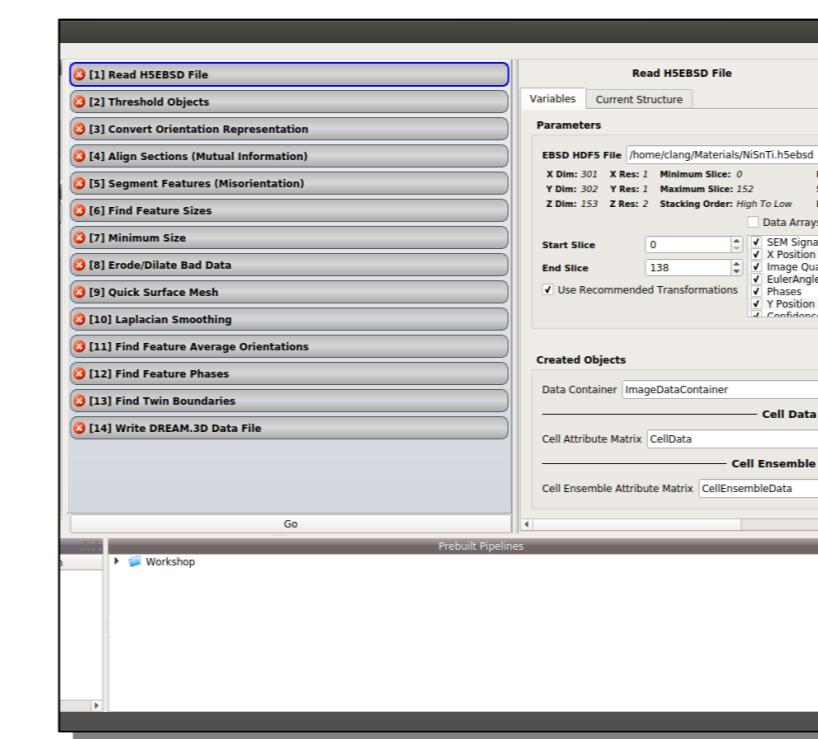 [1] Read H5EBSD File
[2] Threshold Objects
[3] Convert Orientation Representation
[4] Align Sections (Mutual Information)
[5] Segment Features (Misorientation)
[6] Find Feature Sizes
[7] Minimum Size
[8] Erode/Dilate Bad Data
[9] Quick Surface Mesh
[10] Laplacian Smoothing
[11] Find Feature Average Orientations
[12] Find Feature Phases
[13] Find Twin Boundaries
[14] Write DREAM.3D Data File
Go
Read H5EBSD File
Variables Current Structure
Parameters
EBSD HDF5 File /home/clang/Materials/NiSnTi.h5ebsd
X Dim: 301 X Res: 1 Minimum Slice: 0
Y Dim: 302 Y Res: 1 Maximum Slice: 152
Z Dim: 153 Z Res: 2 Stacking Order: High To Low
Data Arrays
Start Slice 0
End Slice 138
Use Recommended Transformations
SEM Signa
X Position
Image Qua
EulerAngle
Phases
Y Position
Confidence
Created Objects
Data Container ImageDataContainer
Cell Data
Cell Attribute Matrix CellData
Cell Ensemble
Cell Ensemble Attribute Matrix CellEnsembleData
Prebuilt Pipelines
Workshop